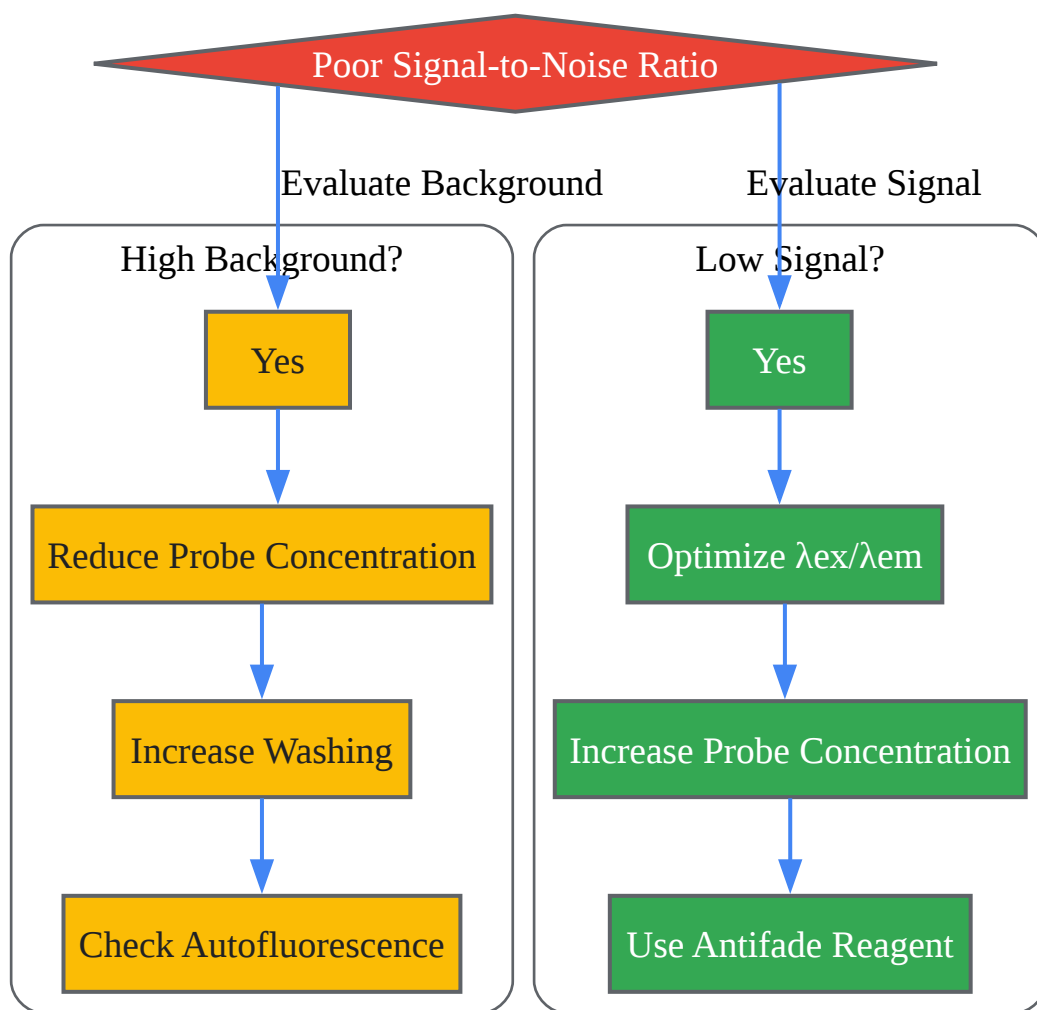 Poor Signal-to-Noise Ratio
Evaluate Background
Evaluate Signal
High Background?
Low Signal?
Yes
Yes
Reduce Probe Concentration
Optimize λex/λem
Increase Washing
Increase Probe Concentration
Check Autofluorescence
Use Antifade Reagent